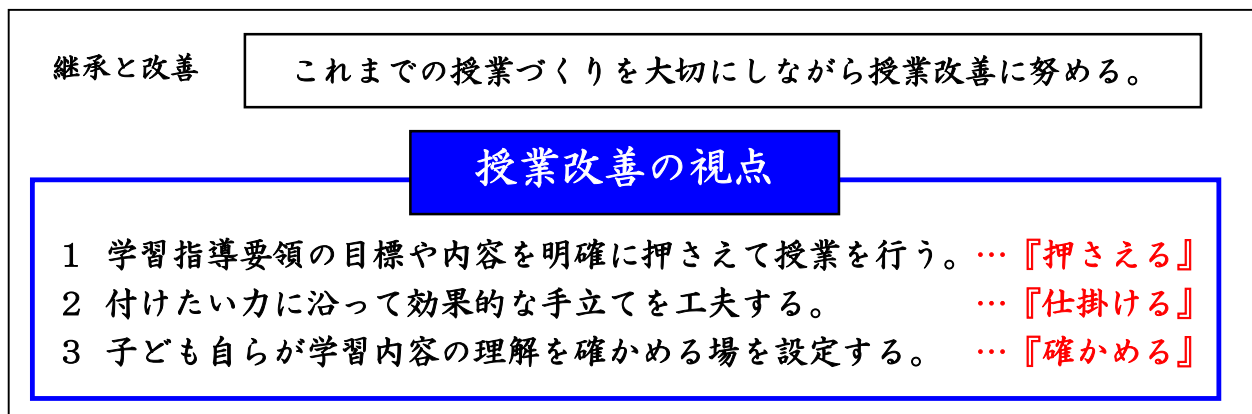 継承と改善 これまでの授業づくりを大切にしながら授業改善に努める。
授業改善の視点
1 学習指導要領の目標や内容を明確に押さえて授業を行う。…『押さえる』
2 付けたい力に沿って効果的な手立てを工夫する。 …『仕掛ける』
3 子ども自らが学習内容の理解を確かめる場を設定する。 …『確かめる』